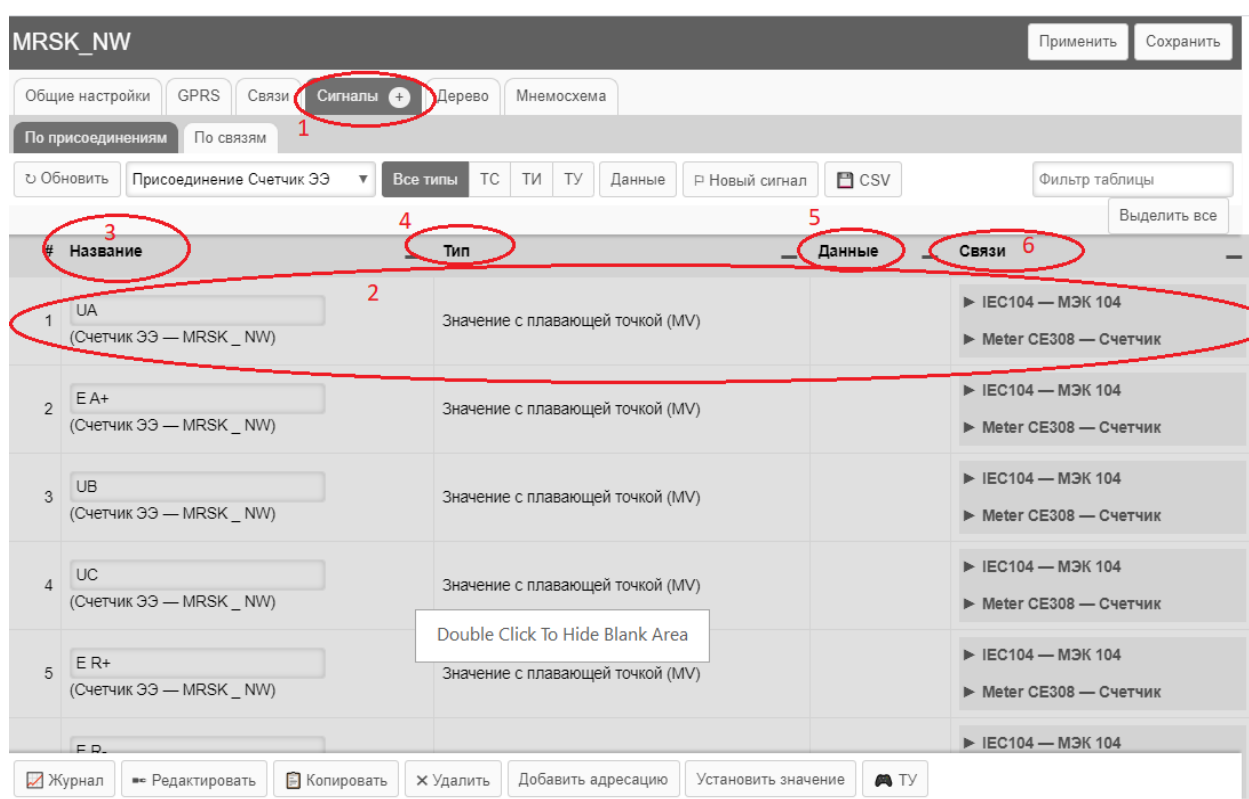 MRSK_NW
Применить Сохранить
Общие настройки GPRS Связи Сигналы + Дерево Мнемосхема
1
По присоединениям По связям
↻ Обновить Присоединение Счетчик ЭЭ ▼ Все типы ТС ТИ ТУ Данные Новый сигнал CSV Фильтр таблицы
Выделить все
3 4 5 6
# Название Тип Данные Связи
2
1 UA Значение с плавающей точкой (MV) ► IEC104 — МЭК 104
(Счетчик ЭЭ — MRSK _ NW) ► Meter CE308 — Счетчик
2 E A+ Значение с плавающей точкой (MV) ► IEC104 — МЭК 104
(Счетчик ЭЭ — MRSK _ NW) ► Meter CE308 — Счетчик
3 UB Значение с плавающей точкой (MV) ► IEC104 — МЭК 104
(Счетчик ЭЭ — MRSK _ NW) ► Meter CE308 — Счетчик
4 UC Значение с плавающей точкой (MV) ► IEC104 — МЭК 104
(Счетчик ЭЭ — MRSK _ NW) ► Meter CE308 — Счетчик
Double Click To Hide Blank Area
5 E R+ Значение с плавающей точкой (MV) ► IEC104 — МЭК 104
(Счетчик ЭЭ — MRSK _ NW) ► Meter CE308 — Счетчик
E R- ► IEC104 — МЭК 104
Журнал Редактировать Копировать × Удалить Добавить адресацию Установить значение ТУ